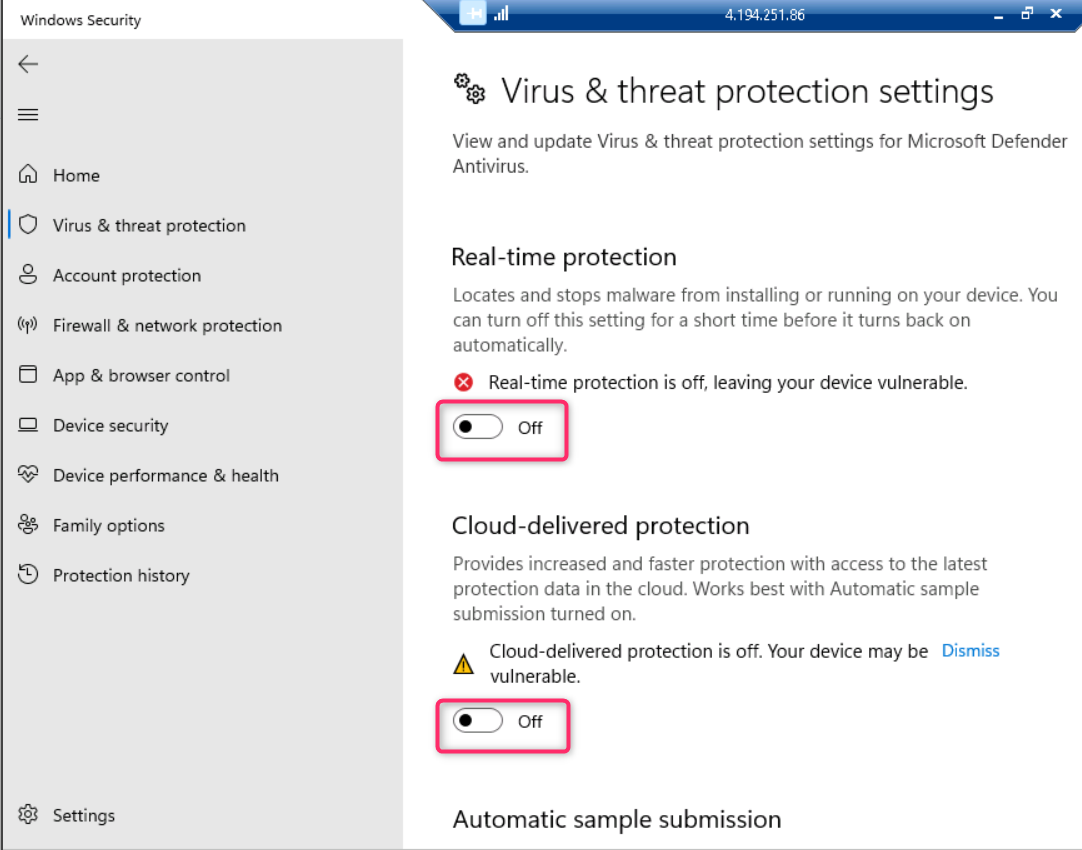 Windows Security
4.194.251.86
Home
Virus & threat protection
Account protection
Firewall & network protection
App & browser control
Device security
Device performance & health
Family options
Protection history
Settings
Virus & threat protection settings
View and update Virus & threat protection settings for Microsoft Defender
Antivirus.
Real-time protection
Locates and stops malware from installing or running on your device. You
can turn off this setting for a short time before it turns back on
automatically.
Real-time protection is off, leaving your device vulnerable.
Off
Cloud-delivered protection
Provides increased and faster protection with access to the latest
protection data in the cloud. Works best with Automatic sample
submission turned on.
Cloud-delivered protection is off. Your device may be Dismiss
vulnerable.
Off
Automatic sample submission